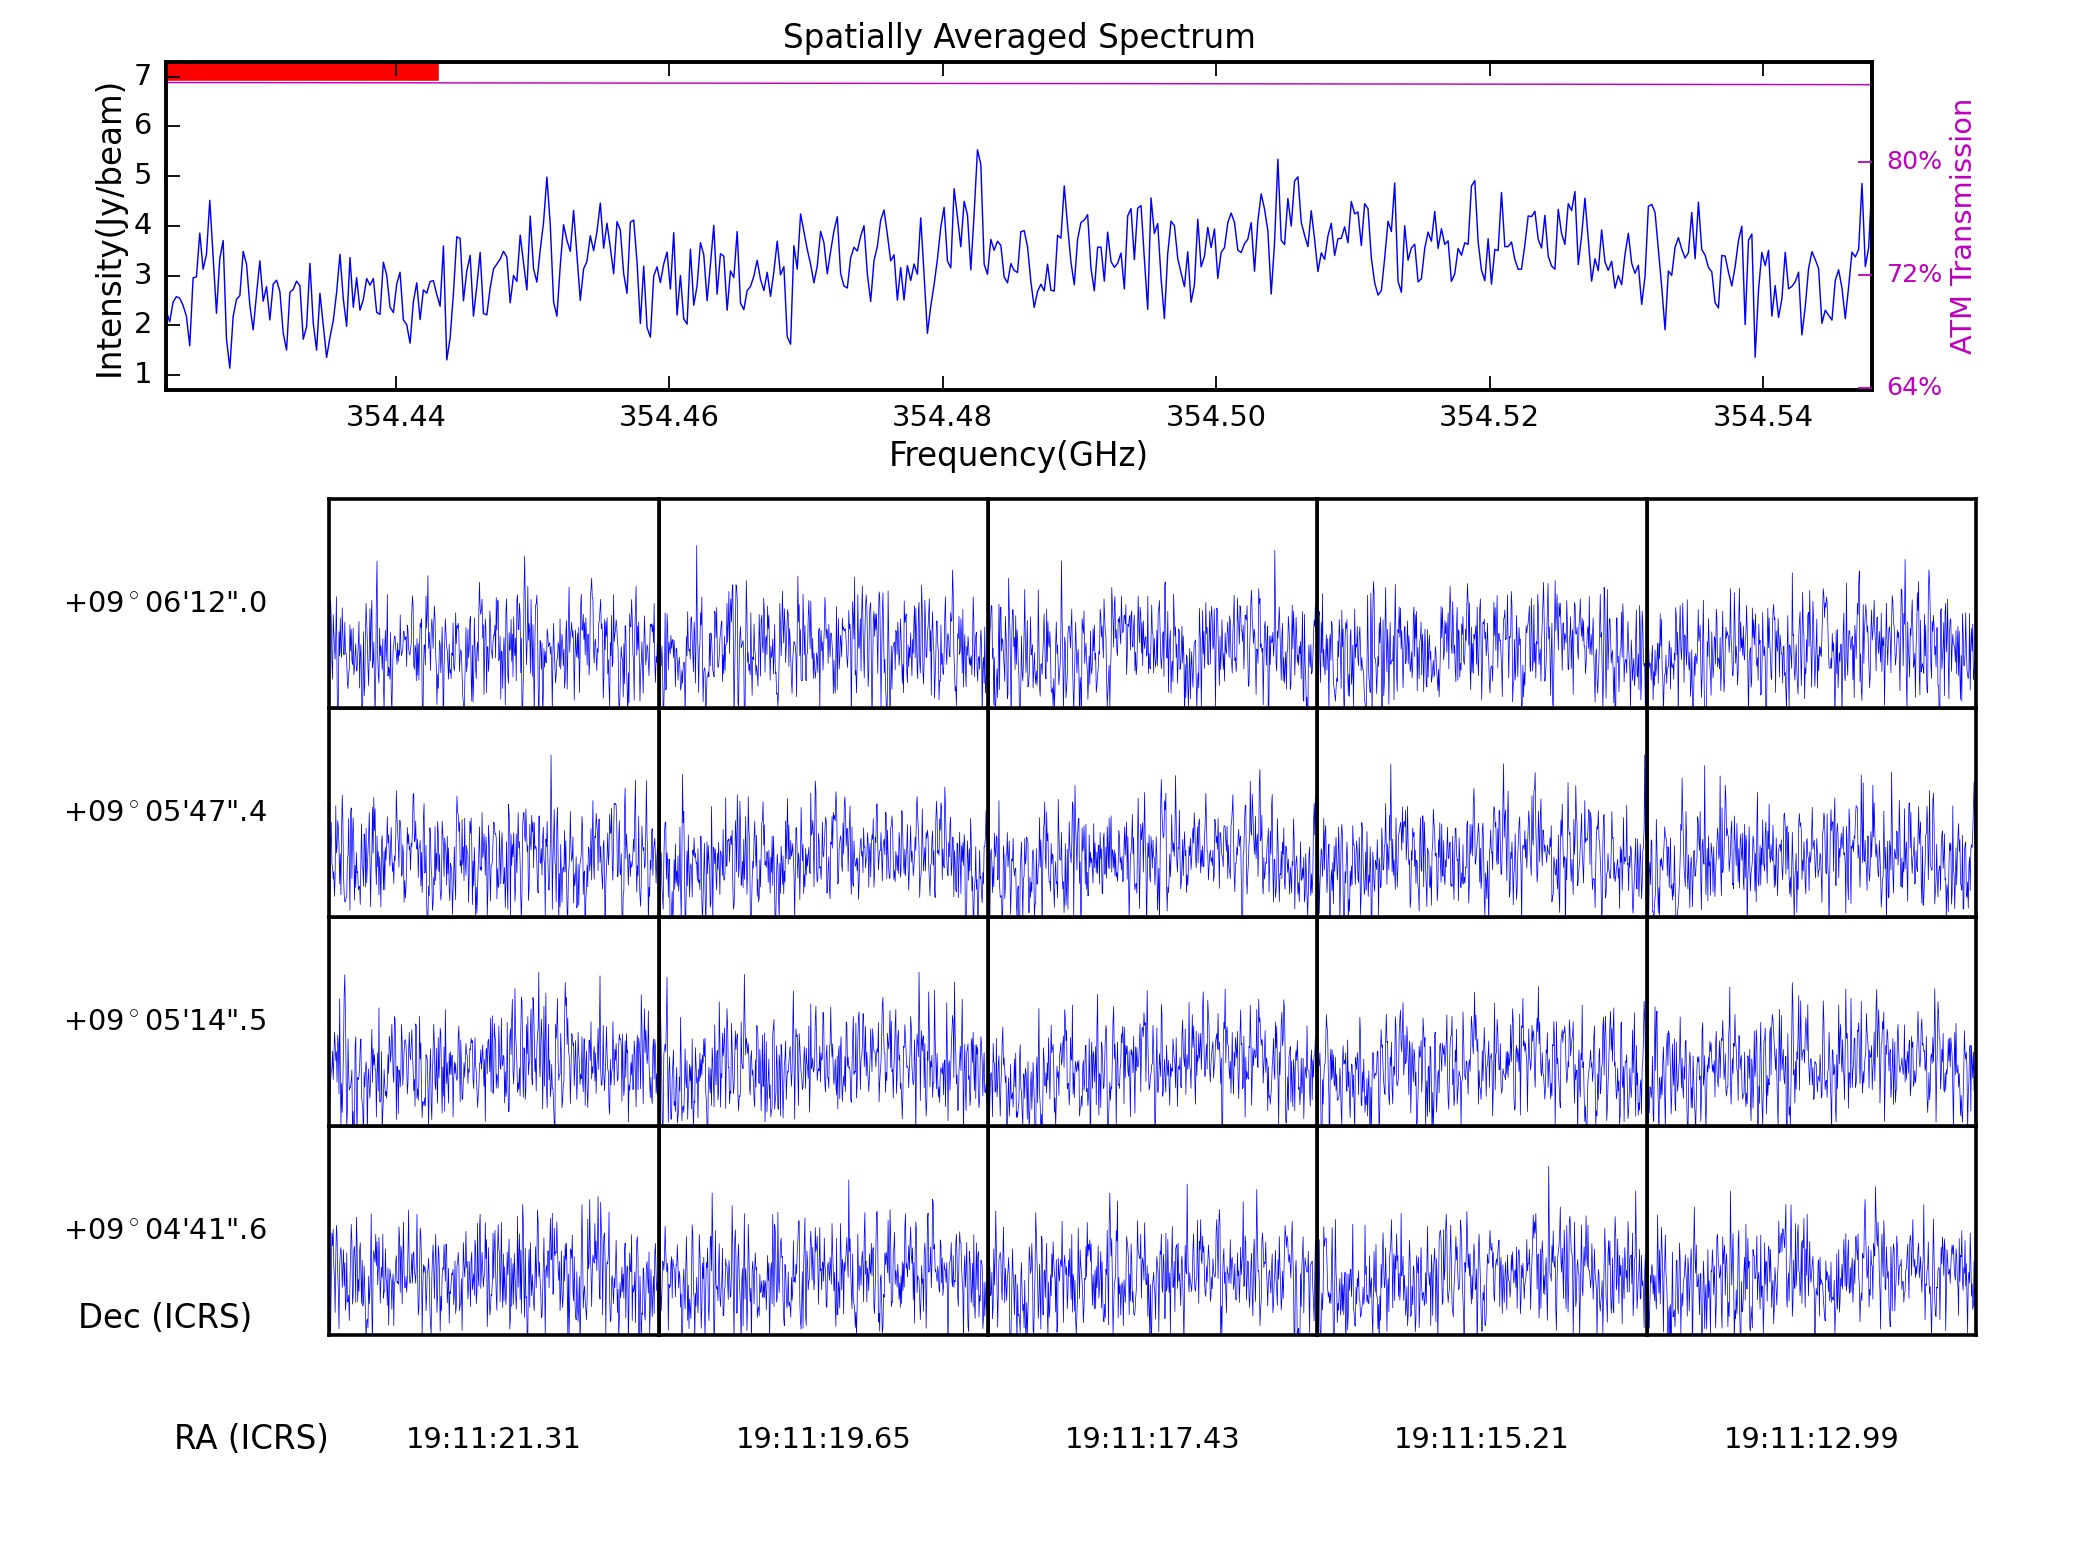 Spatially Averaged Spectrum
Intensity(Jy/beam)
7
6
5
4
3
2
1
80%
72%
64%
ATM Transmission
354.44 354.46 354.48 354.50 354.52 354.54
Frequency(GHz)
+09°06'12".0
+09°05'47".4
+09°05'14".5
+09°04'41".6
Dec (ICRS)
RA (ICRS) 19:11:21.31 19:11:19.65 19:11:17.43 19:11:15.21 19:11:12.99